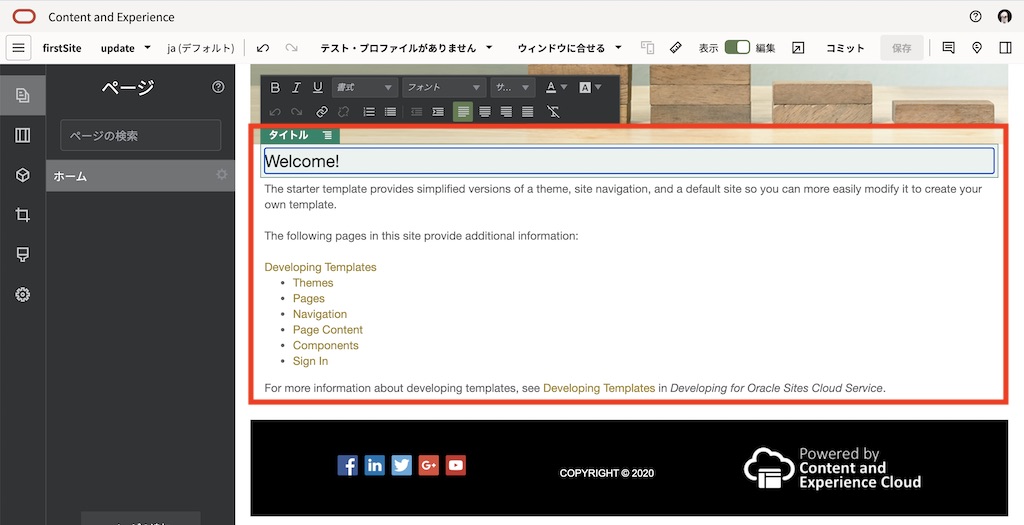 Content and Experience
firstSite
update
ja (デフォルト)
テスト・プロファイルがありません
ウィンドウに合せる
表示
編集
コミット
保存
ページ
ページの検索
ホーム
B I U 書式 フォント サ... A A
タイトル
Welcome!
The starter template provides simplified versions of a theme, site navigation, and a default site so you can more easily modify it to create your
own template.
The following pages in this site provide additional information:
Developing Templates
• Themes
• Pages
• Navigation
• Page Content
• Components
• Sign In
For more information about developing templates, see Developing Templates in Developing for Oracle Sites Cloud Service.
COPYRIGHT © 2020
Powered by
Content and
Experience Cloud